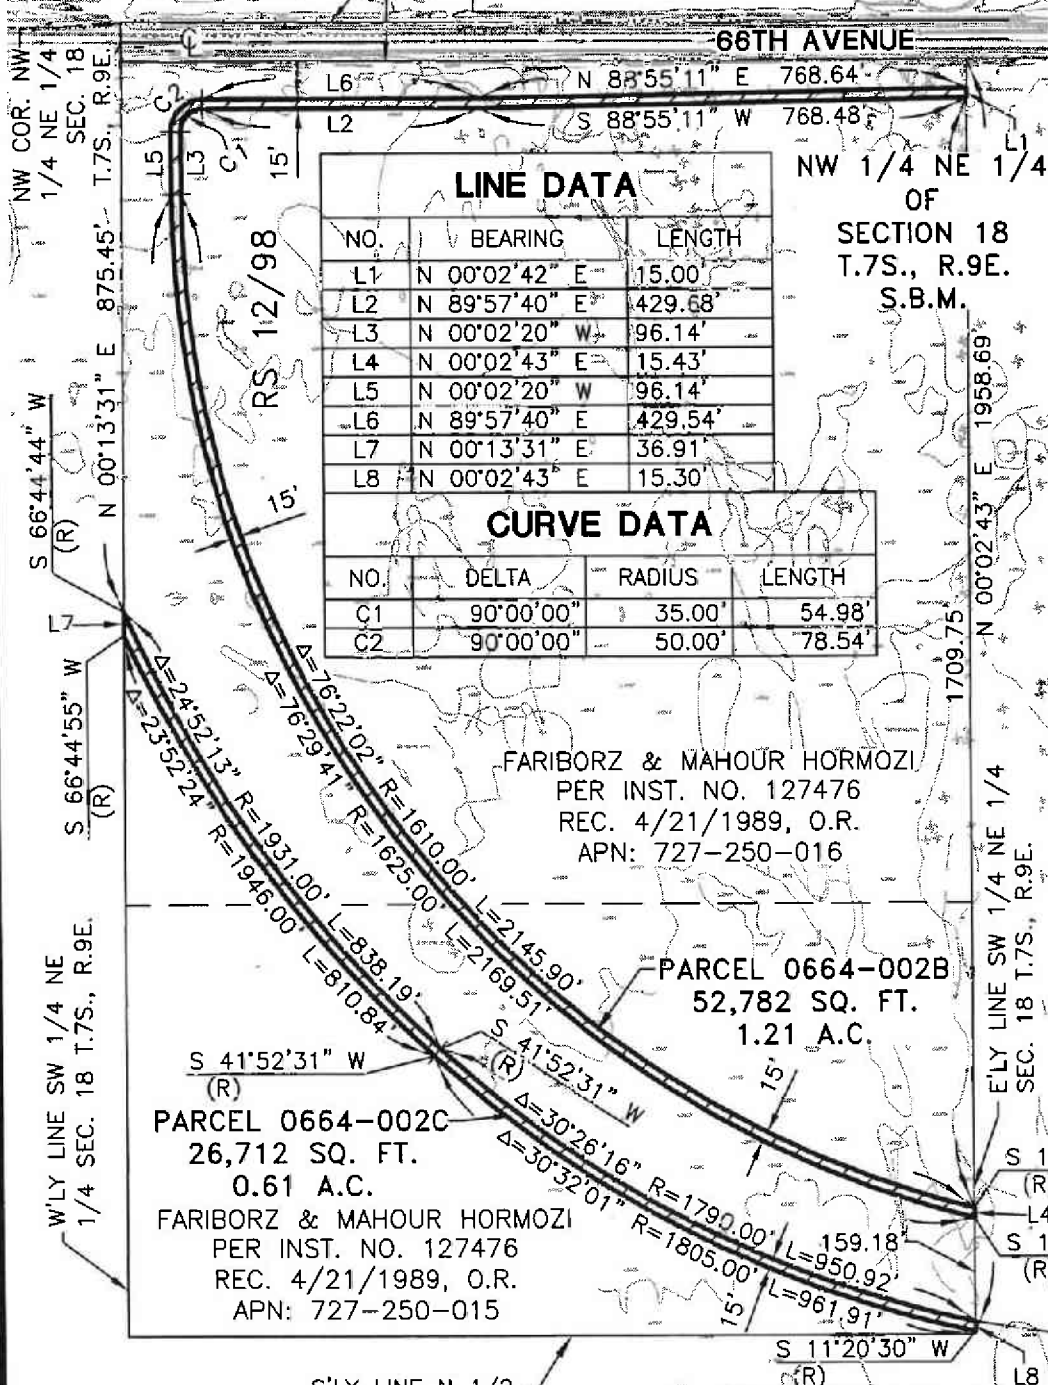 66TH AVENUE
NW COR. NW
1/4 NE 1/4
SEC. 18
T.7S., R.9E.
L6
N 88°55'11" E 768.64'
L2
S 88°55'11" W 768.48'
L1
C2
C1
L5
L3
15'
NW 1/4 NE 1/4
OF
SECTION 18
T.7S., R.9E.
S.B.M.
RS 12/98
LINE DATA
NO. BEARING LENGTH
L1 N 00°02'42" E 15.00'
L2 N 89°57'40" E 429.68'
L3 N 00°02'20" W 96.14'
L4 N 00°02'43" E 15.43'
L5 N 00°02'20" W 96.14'
L6 N 89°57'40" E 429.54'
L7 N 00°13'31" E 36.91'
L8 N 00°02'43" E 15.30'
CURVE DATA
NO. DELTA RADIUS LENGTH
C1 90°00'00" 35.00' 54.98'
C2 90°00'00" 50.00' 78.54'
N 00°13'31" E 875.45'
S 66°44'44" W
(R)
15'
L7
S 66°44'55" W
(R)
1709.75'
N 00°02'43" E 1958.69'
Δ=76°22'02" R=1610.00' L=2145.90'
Δ=76°29'41" R=1625.00' L=2169.51'
Δ=24°52'13" R=1931.00' L=838.19'
Δ=23°52'24" R=1946.00' L=810.84'
FARIBORZ & MAHOUR HORMOZI
PER INST. NO. 127476
REC. 4/21/1989, O.R.
APN: 727-250-016
PARCEL 0664-002B
52,782 SQ. FT.
1.21 A.C.
E'LY LINE SW 1/4 NE 1/4
SEC. 18 T.7S., R.9E.
W'LY LINE SW 1/4 NE
1/4 SEC. 18 T.7S., R.9E.
S 41°52'31" W
(R)
S 41°52'31" W
(R)
15'
PARCEL 0664-002C
26,712 SQ. FT.
0.61 A.C.
FARIBORZ & MAHOUR HORMOZI
PER INST. NO. 127476
REC. 4/21/1989, O.R.
APN: 727-250-015
Δ=30°26'16" R=1790.00' L=950.92'
Δ=30°32'01" R=1805.00' L=961.91'
15'
159.18'
S 1
(R
L4
S 1
(R
S 11°20'30" W
(R)
L8
S'LY LINE N 1/2